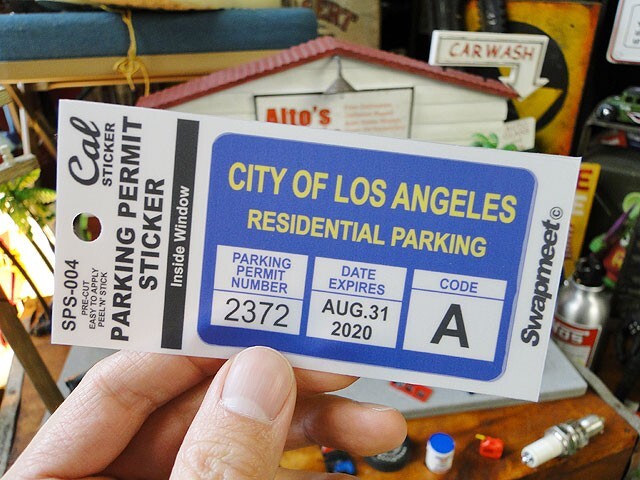 CAR WASH
Alto's
Cal
STICKER
PARKING PERMIT
STICKER
SPS-004
PRE-CUT
EASY TO APPLY
PEEL'N' STICK
Inside Window
CITY OF LOS ANGELES
RESIDENTIAL PARKING
PARKING
PERMIT
NUMBER
2372
DATE
EXPIRES
AUG.31
2020
CODE
A
Swapmeet©